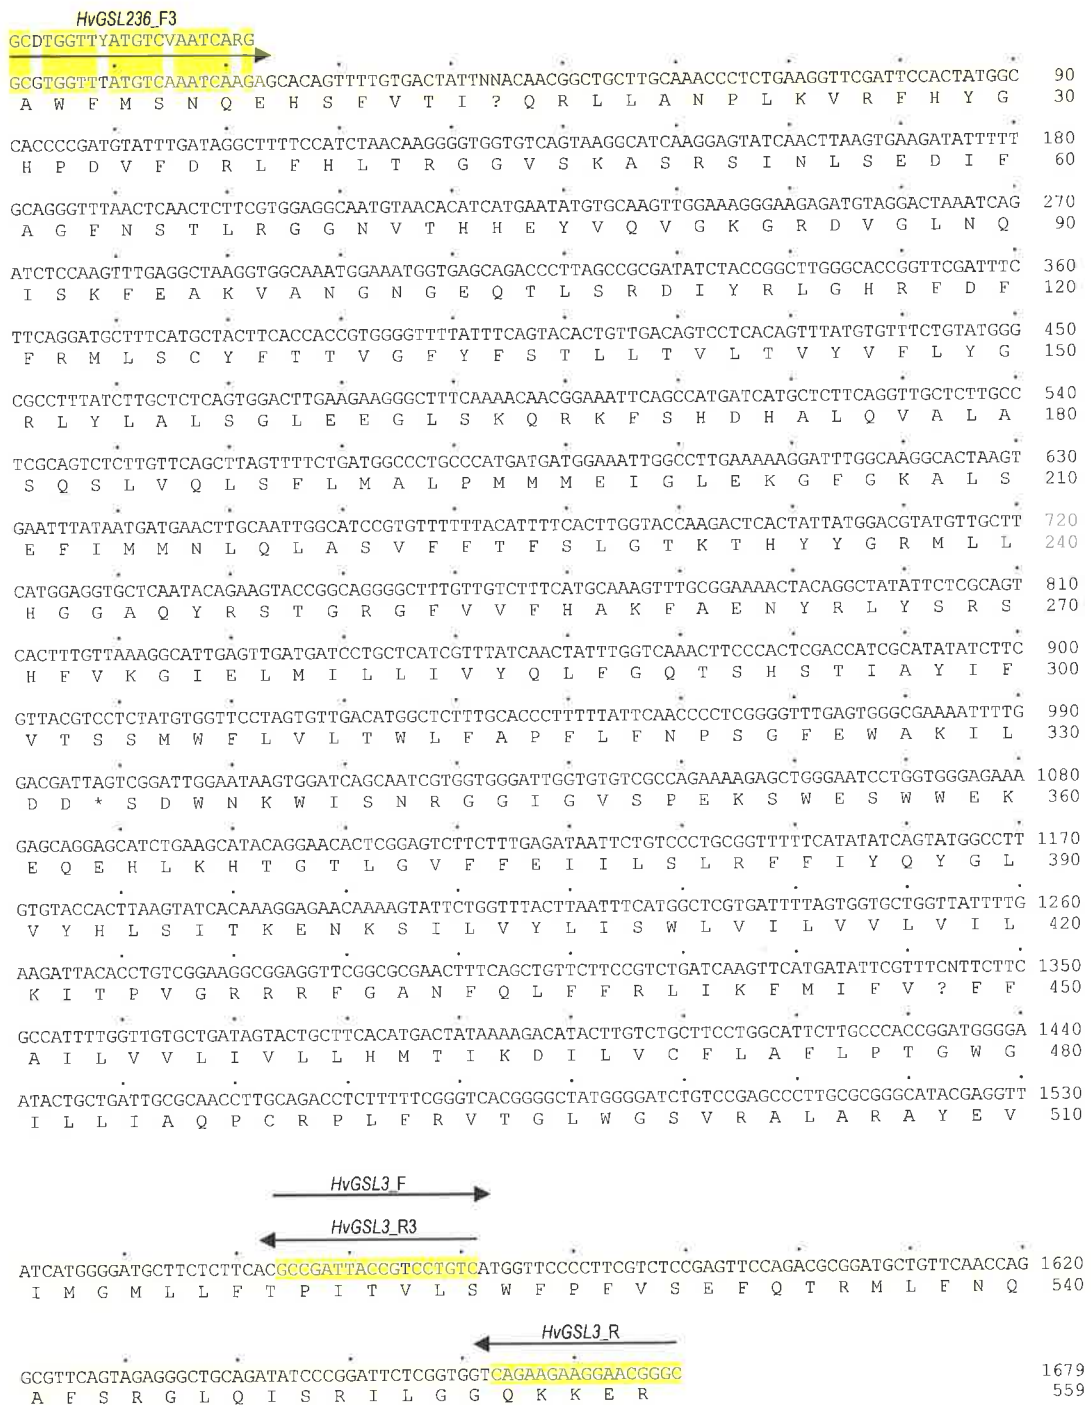 HvGSL236_F3
GCDTGGTTYATGTCVAATCARG
GCGTGGTTTATGTCAAATCAAGAGCACAGTTTTGTGACTATTNNACAACGGCTGCTTGCAAACCCTCTGAAGGTTCGATTCCACTATGGC 90
A W F M S N Q E H S F V T I ? Q R L L A N P L K V R F H Y G 30
CACCCCGATGTATTTGATAGGCTTTTCCATCTAACAAGGGGTGGTGTCAGTAAGGCATCAAGGAGTATCAACTTAAGTGAAGATATTTTT 180
H P D V F D R L F H L T R G G V S K A S R S I N L S E D I F 60
GCAGGGTTTAACTCAACTCTTCGTGGAGGCAATGTAACACATCATGAATATGTGCAAGTTGGAAAGGGAAGAGATGTAGGACTAAATCAG 270
A G F N S T L R G G N V T H H E Y V Q V G K G R D V G L N Q 90
ATCTCCAAGTTTGAGGCTAAGGTGGCAAATGGAAATGGTGAGCAGACCCTTAGCCGCGATATCTACCGGCTTGGGCACCGGTTCGATTTC 360
I S K F E A K V A N G N G E Q T L S R D I Y R L G H R F D F 120
TTCAGGATGCTTTCATGCTACTTCACCACCGTGGGGTTTTATTTCAGTACACTGTTGACAGTCCTCACAGTTTATGTGTTTCTGTATGGG 450
F R M L S C Y F T T V G F Y F S T L L T V L T V Y V F L Y G 150
CGCCTTTATCTTGCTCTCAGTGGACTTGAAGAAGGGCTTTCAAAACAACGGAAATTCAGCCATGATCATGCTCTTCAGGTTGCTCTTGCC 540
R L Y L A L S G L E E G L S K Q R K F S H D H A L Q V A L A 180
TCGCAGTCTCTTGTTCAGCTTAGTTTTCTGATGGCCCTGCCCATGATGATGGAAATTGGCCTTGAAAAAGGATTTGGCAAGGCACTAAGT 630
S Q S L V Q L S F L M A L P M M M E I G L E K G F G K A L S 210
GAATTTATAATGATGAACTTGCAATTGGCATCCGTGTTTTTTACATTTTCACTTGGTACCAAGACTCACTATTATGGACGTATGTTGCTT 720
E F I M M N L Q L A S V F F T F S L G T K T H Y Y G R M L L 240
CATGGAGGTGCTCAATACAGAAGTACCGGCAGGGGCTTTGTTGTCTTTCATGCAAAGTTTGCGGAAAACTACAGGCTATATTCTCGCAGT 810
H G G A Q Y R S T G R G F V V F H A K F A E N Y R L Y S R S 270
CACTTTGTTAAAGGCATTGAGTTGATGATCCTGCTCATCGTTTATCAACTATTTGGTCAAACTTCCCACTCGACCATCGCATATATCTTC 900
H F V K G I E L M I L L I V Y Q L F G Q T S H S T I A Y I F 300
GTTACGTCCTCTATGTGGTTCCTAGTGTTGACATGGCTCTTTGCACCCTTTTTATTCAACCCCTCGGGGTTTGAGTGGGCGAAAATTTTG 990
V T S S M W F L V L T W L F A P F L F N P S G F E W A K I L 330
GACGATTAGTCGGATTGGAATAAGTGGATCAGCAATCGTGGTGGGATTGGTGTGTCGCCAGAAAAGAGCTGGGAATCCTGGTGGGAGAAA 1080
D D * S D W N K W I S N R G G I G V S P E K S W E S W W E K 360
GAGCAGGAGCATCTGAAGCATACAGGAACACTCGGAGTCTTCTTTGAGATAATTCTGTCCCTGCGGTTTTTCATATATCAGTATGGCCTT 1170
E Q E H L K H T G T L G V F F E I I L S L R F F I Y Q Y G L 390
GTGTACCACTTAAGTATCACAAAGGAGAACAAAAGTATTCTGGTTTACTTAATTTCATGGCTCGTGATTTTAGTGGTGCTGGTTATTTTG 1260
V Y H L S I T K E N K S I L V Y L I S W L V I L V V L V I L 420
AAGATTACACCTGTCGGAAGGCGGAGGTTCGGCGCGAACTTTCAGCTGTTCTTCCGTCTGATCAAGTTCATGATATTCGTTTCNTTCTTC 1350
K I T P V G R R R F G A N F Q L F F R L I K F M I F V ? F F 450
GCCATTTTGGTTGTGCTGATAGTACTGCTTCACATGACTATAAAAGACATACTTGTCTGCTTCCTGGCATTCTTGCCCACCGGATGGGGA 1440
A I L V V L I V L L H M T I K D I L V C F L A F L P T G W G 480
ATACTGCTGATTGCGCAACCTTGCAGACCTCTTTTTCGGGTCACGGGGCTATGGGGATCTGTCCGAGCCCTTGCGCGGGCATACGAGGTT 1530
I L L I A Q P C R P L F R V T G L W G S V R A L A R A Y E V 510
HvGSL3_F
HvGSL3_R3
ATCATGGGGATGCTTCTCTTCACGCCGATTACCGTCCTGTCATGGTTCCCCTTCGTCTCCGAGTTCCAGACGCGGATGCTGTTCAACCAG 1620
I M G M L L F T P I T V L S W F P F V S E F Q T R M L F N Q 540
HvGSL3_R
GCGTTCAGTAGAGGGCTGCAGATATCCCGGATTCTCGGTGGTCAGAAGAAGGAACGGGC 1679
A F S R G L Q I S R I L G G Q K K E R 559